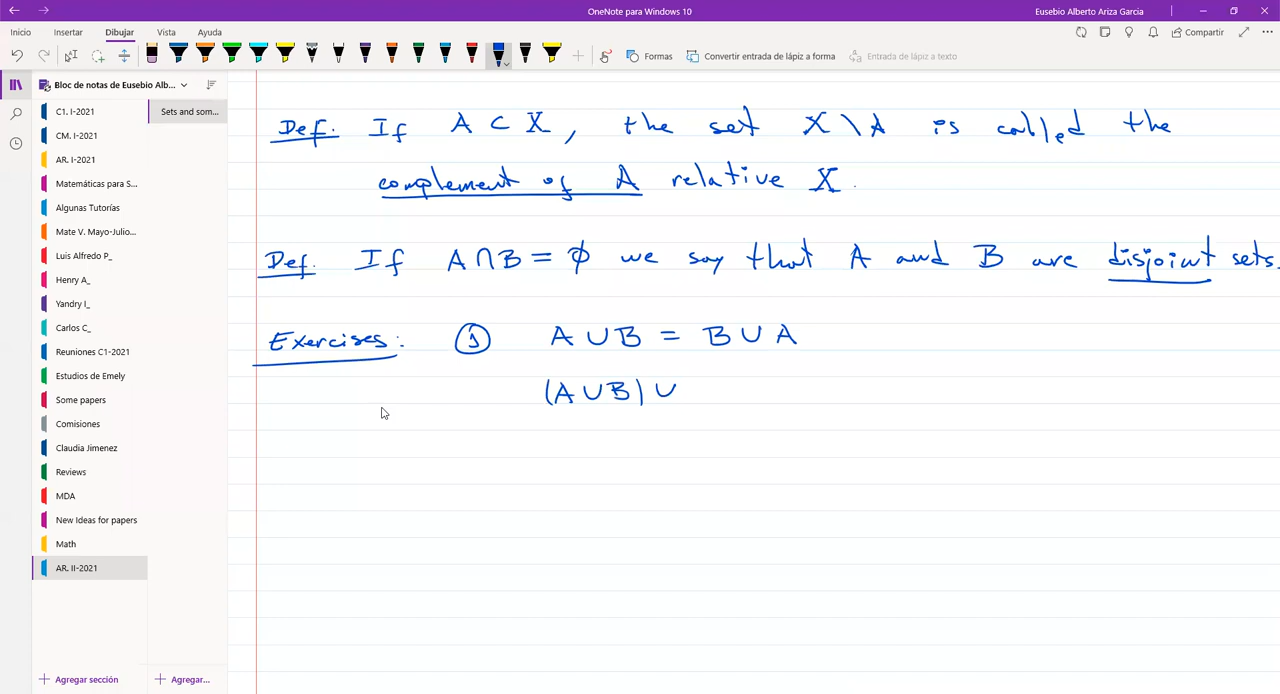 OneNote para Windows 10
Eusebio Alberto Ariza Garcia
Inicio Insertar Dibujar Vista Ayuda
Compartir
Formas
Convertir entrada de lápiz a forma
Entrada de lápiz a texto
Bloc de notas de Eusebio Alb...
C1. I-2021
CM. I-2021
AR. I-2021
Matemáticas para S...
Algunas Tutorías
Mate V. Mayo-Julio...
Luis Alfredo P_
Henry A_
Yandry I_
Carlos C_
Reuniones C1-2021
Estudios de Emely
Some papers
Comisiones
Claudia Jimenez
Reviews
MDA
New Ideas for papers
Math
AR. II-2021
Agregar sección
Sets and som...
Agregar...
Def. If A ⊂ X, the set X \ A is called the
complement of A relative X.
Def. If A ∩ B = ϕ we say that A and B are disjoint sets.
Exercises: ① A ∪ B = B ∪ A
(A ∪ B) ∪